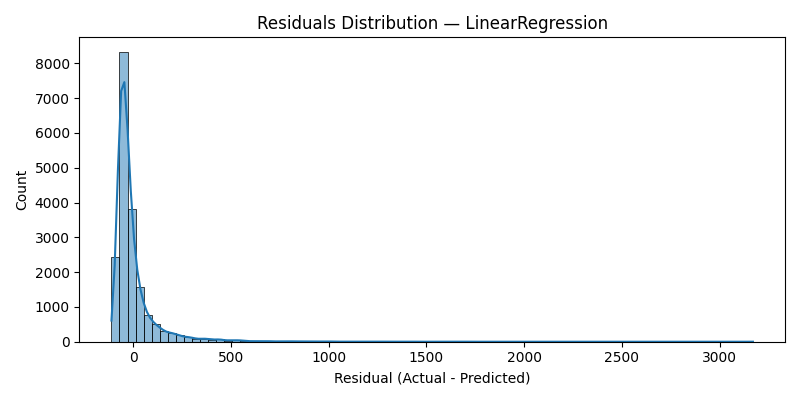 Residuals Distribution — LinearRegression
8000
7000
6000
5000
4000
3000
2000
1000
0
Count
0 500 1000 1500 2000 2500 3000
Residual (Actual - Predicted)